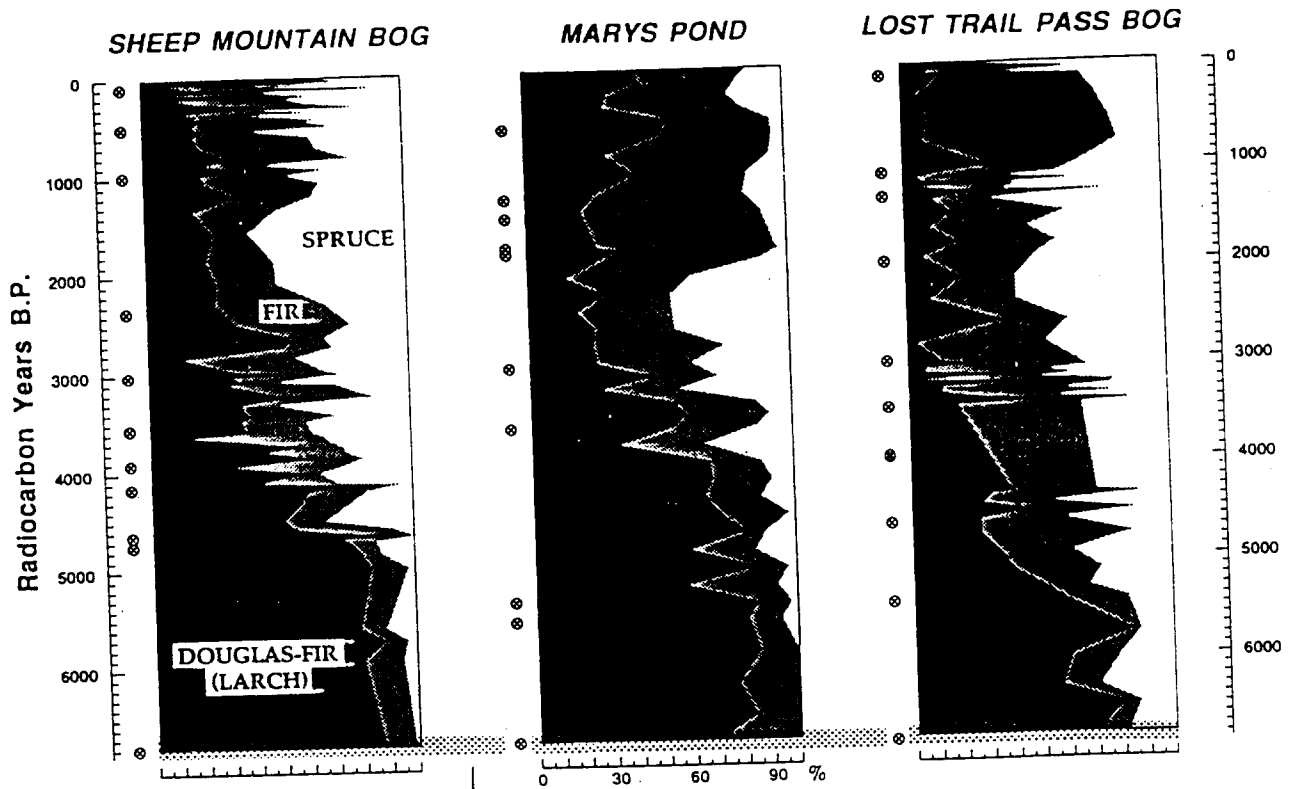 SHEEP MOUNTAIN BOG
MARYS POND
LOST TRAIL PASS BOG
Radiocarbon Years B.P.
0
1000
2000
3000
4000
5000
6000
SPRUCE
FIR
DOUGLAS-FIR
(LARCH)
0
1000
2000
3000
4000
5000
6000
0 30 60 90 %